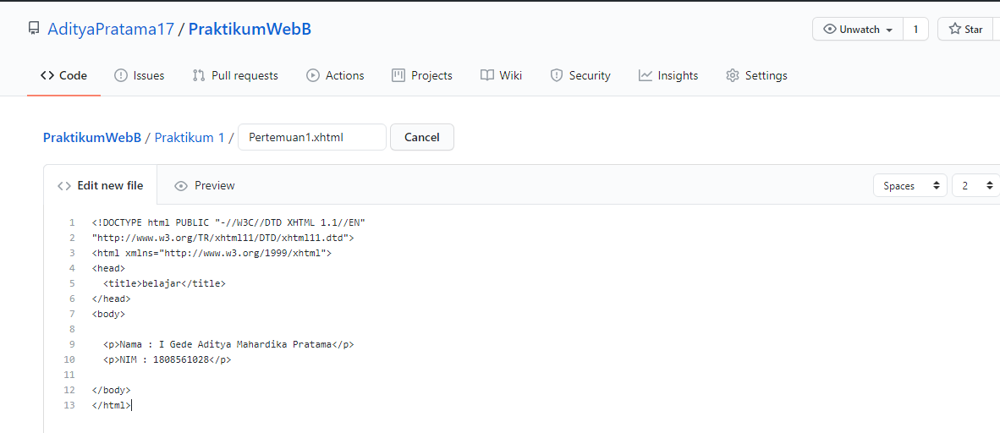 AdityaPratama17 / PraktikumWebB Unwatch 1 Star
Code Issues Pull requests Actions Projects Wiki Security Insights Settings
PraktikumWebB / Praktikum 1 / Pertemuan1.xhtml Cancel
<> Edit new file Preview Spaces 2
1 <!DOCTYPE html PUBLIC "-//W3C//DTD XHTML 1.1//EN"
2 "http://www.w3.org/TR/xhtml11/DTD/xhtml11.dtd">
3 <html xmlns="http://www.w3.org/1999/xhtml">
4 <head>
5 <title>belajar</title>
6 </head>
7 <body>
8
9 <p>Nama : I Gede Aditya Mahardika Pratama</p>
10 <p>NIM : 1808561028</p>
11
12 </body>
13 </html>